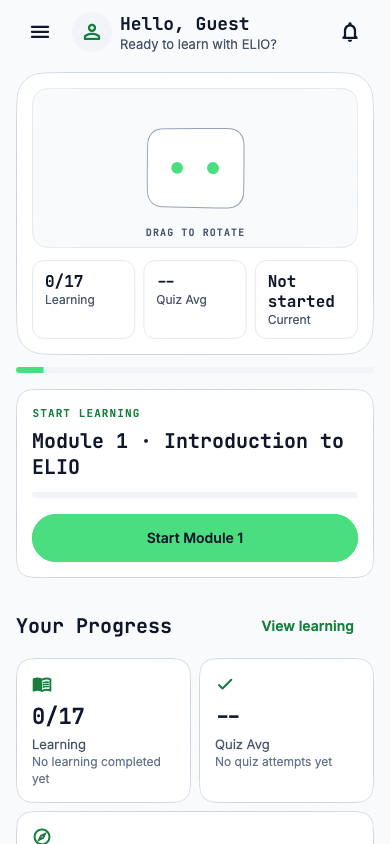 Hello, Guest
Ready to learn with ELIO?
DRAG TO ROTATE
0/17
Learning
--
Quiz Avg
Not
started
Current
START LEARNING
Module 1 · Introduction to
ELIO
Start Module 1
Your Progress
View learning
0/17
Learning
No learning completed
yet
--
Quiz Avg
No quiz attempts yet